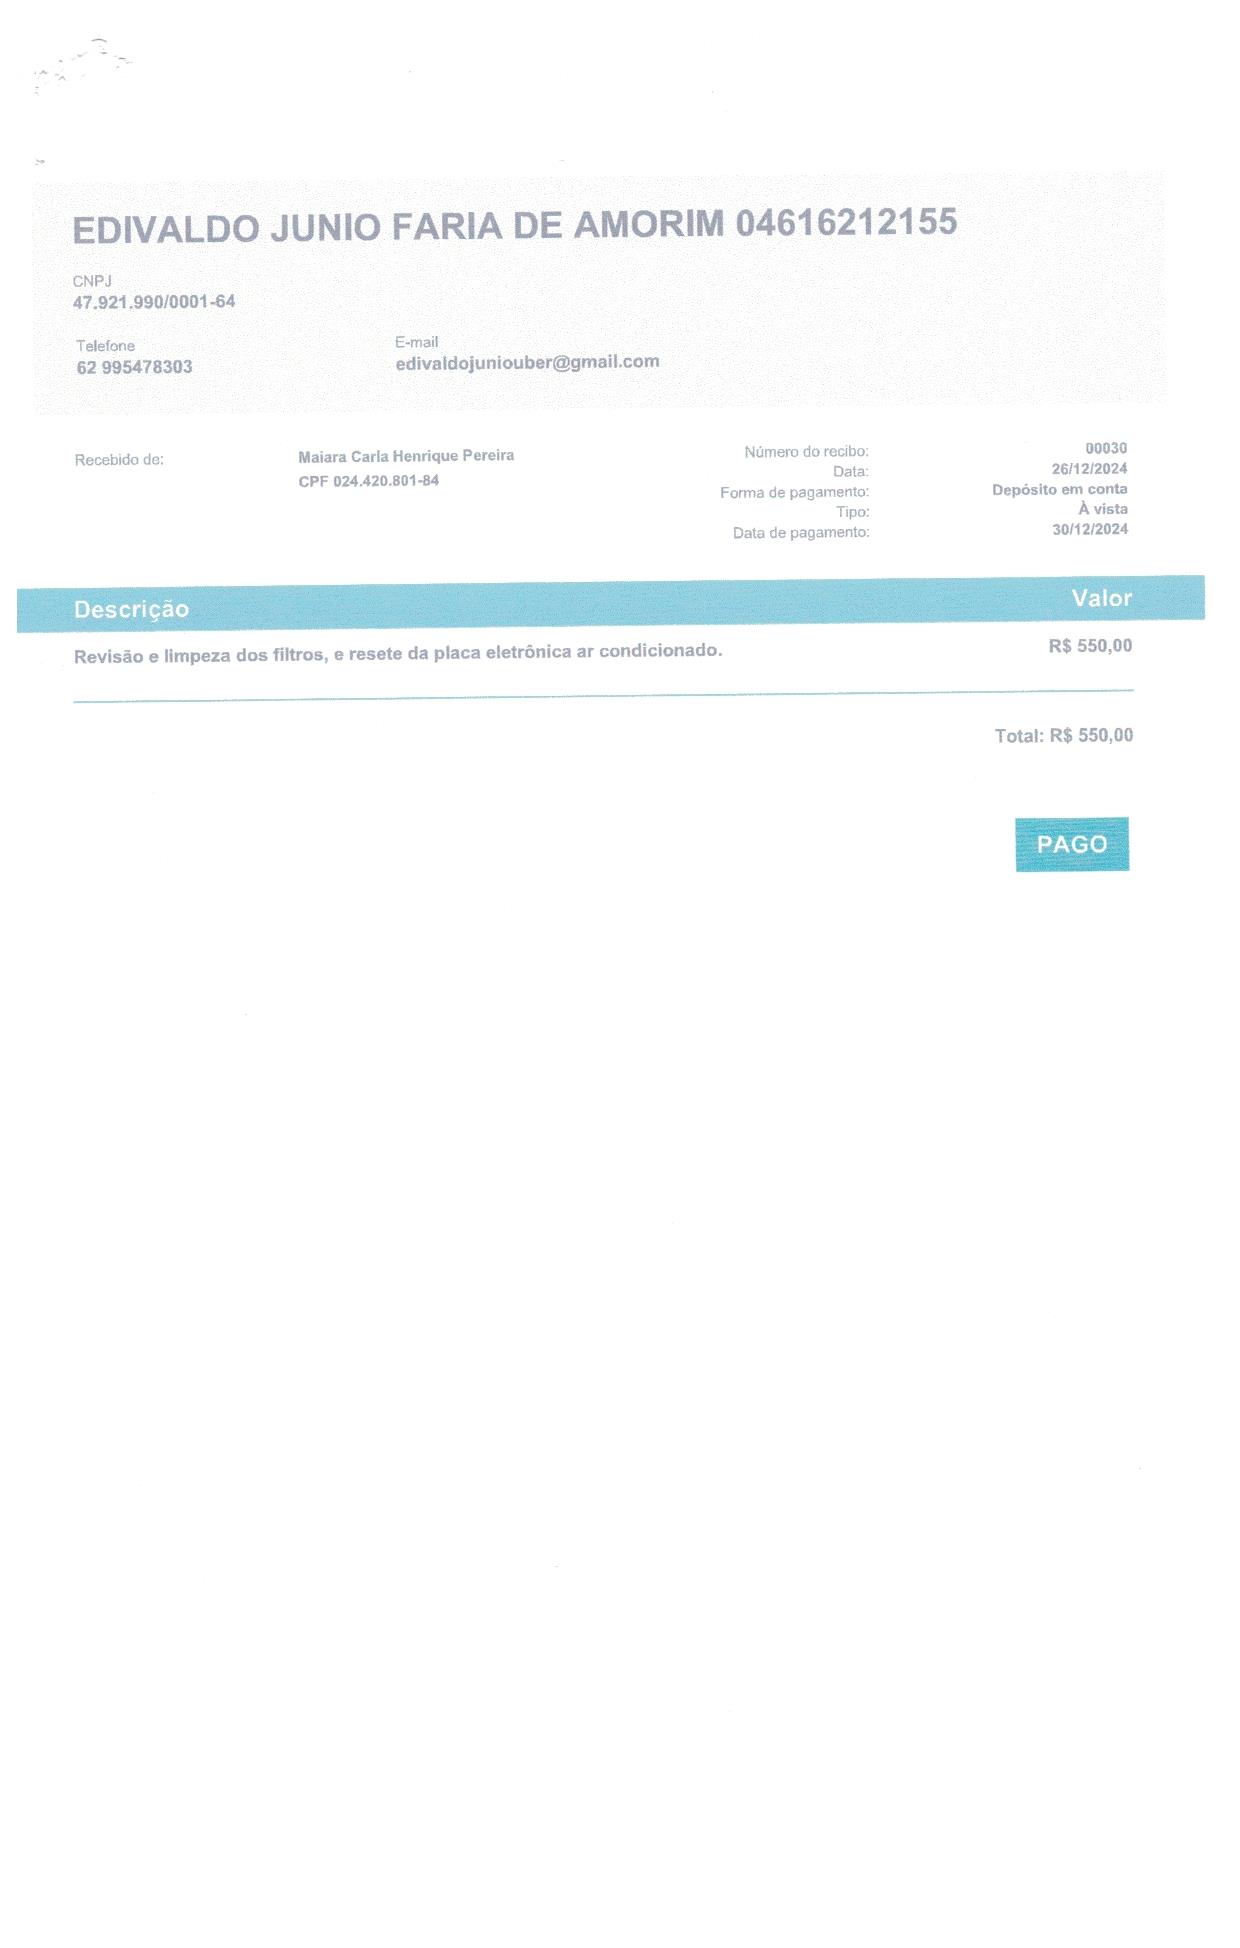 EDIVALDO JUNIO FARIA DE AMORIM 04616212155
CNPJ
47.921.990/0001-64
Telefone
62 995478303
E-mail
edivaldojuniouber@gmail.com
Recebido de:
Maiara Carla Henrique Pereira
CPF 024.420.801-84
Número do recibo: 00030
Data: 26/12/2024
Forma de pagamento: Depósito em conta
Tipo: À vista
Data de pagamento: 30/12/2024
Descrição Valor
Revisão e limpeza dos filtros, e resete da placa eletrônica ar condicionado. R$ 550,00
Total: R$ 550,00
PAGO